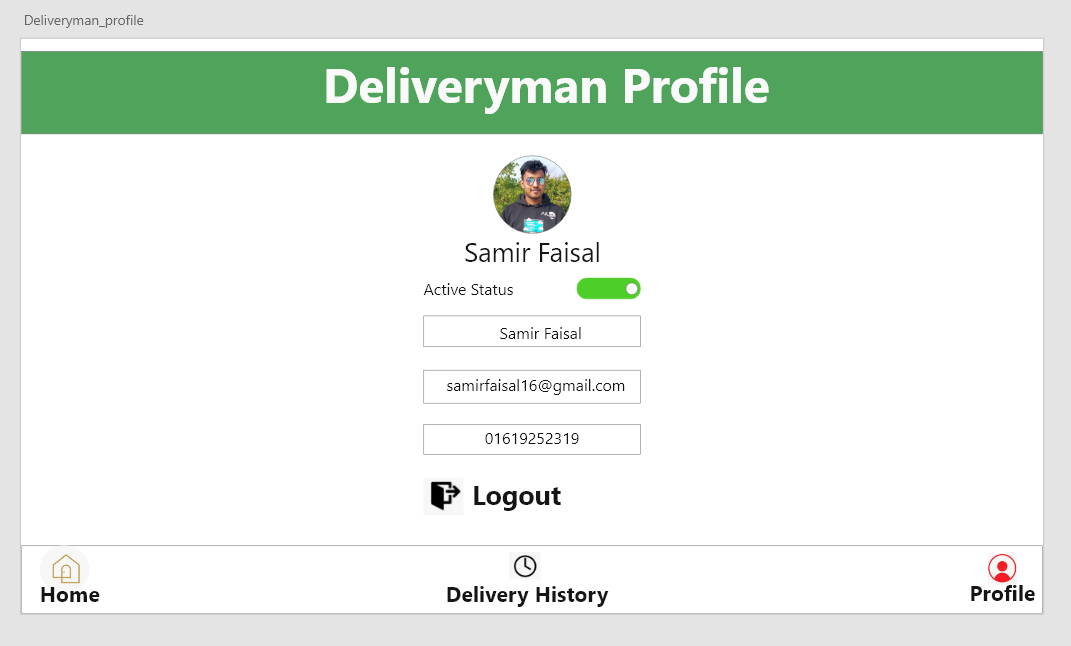 Deliveryman_profile
Deliveryman Profile
Samir Faisal
Active Status
Samir Faisal
samirfaisal16@gmail.com
01619252319
Logout
Home
Delivery History
Profile